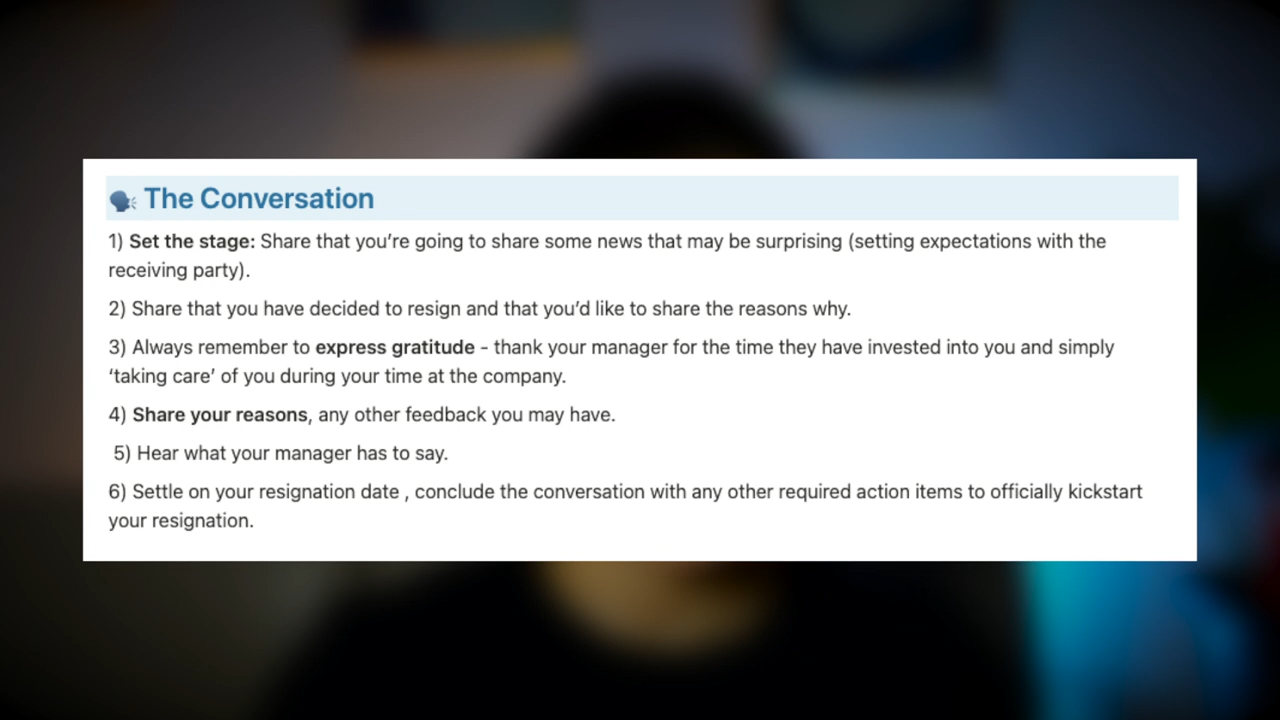 The Conversation
1) Set the stage: Share that you’re going to share some news that may be surprising (setting expectations with the
receiving party).
2) Share that you have decided to resign and that you’d like to share the reasons why.
3) Always remember to express gratitude - thank your manager for the time they have invested into you and simply
‘taking care’ of you during your time at the company.
4) Share your reasons, any other feedback you may have.
5) Hear what your manager has to say.
6) Settle on your resignation date , conclude the conversation with any other required action items to officially kickstart
your resignation.